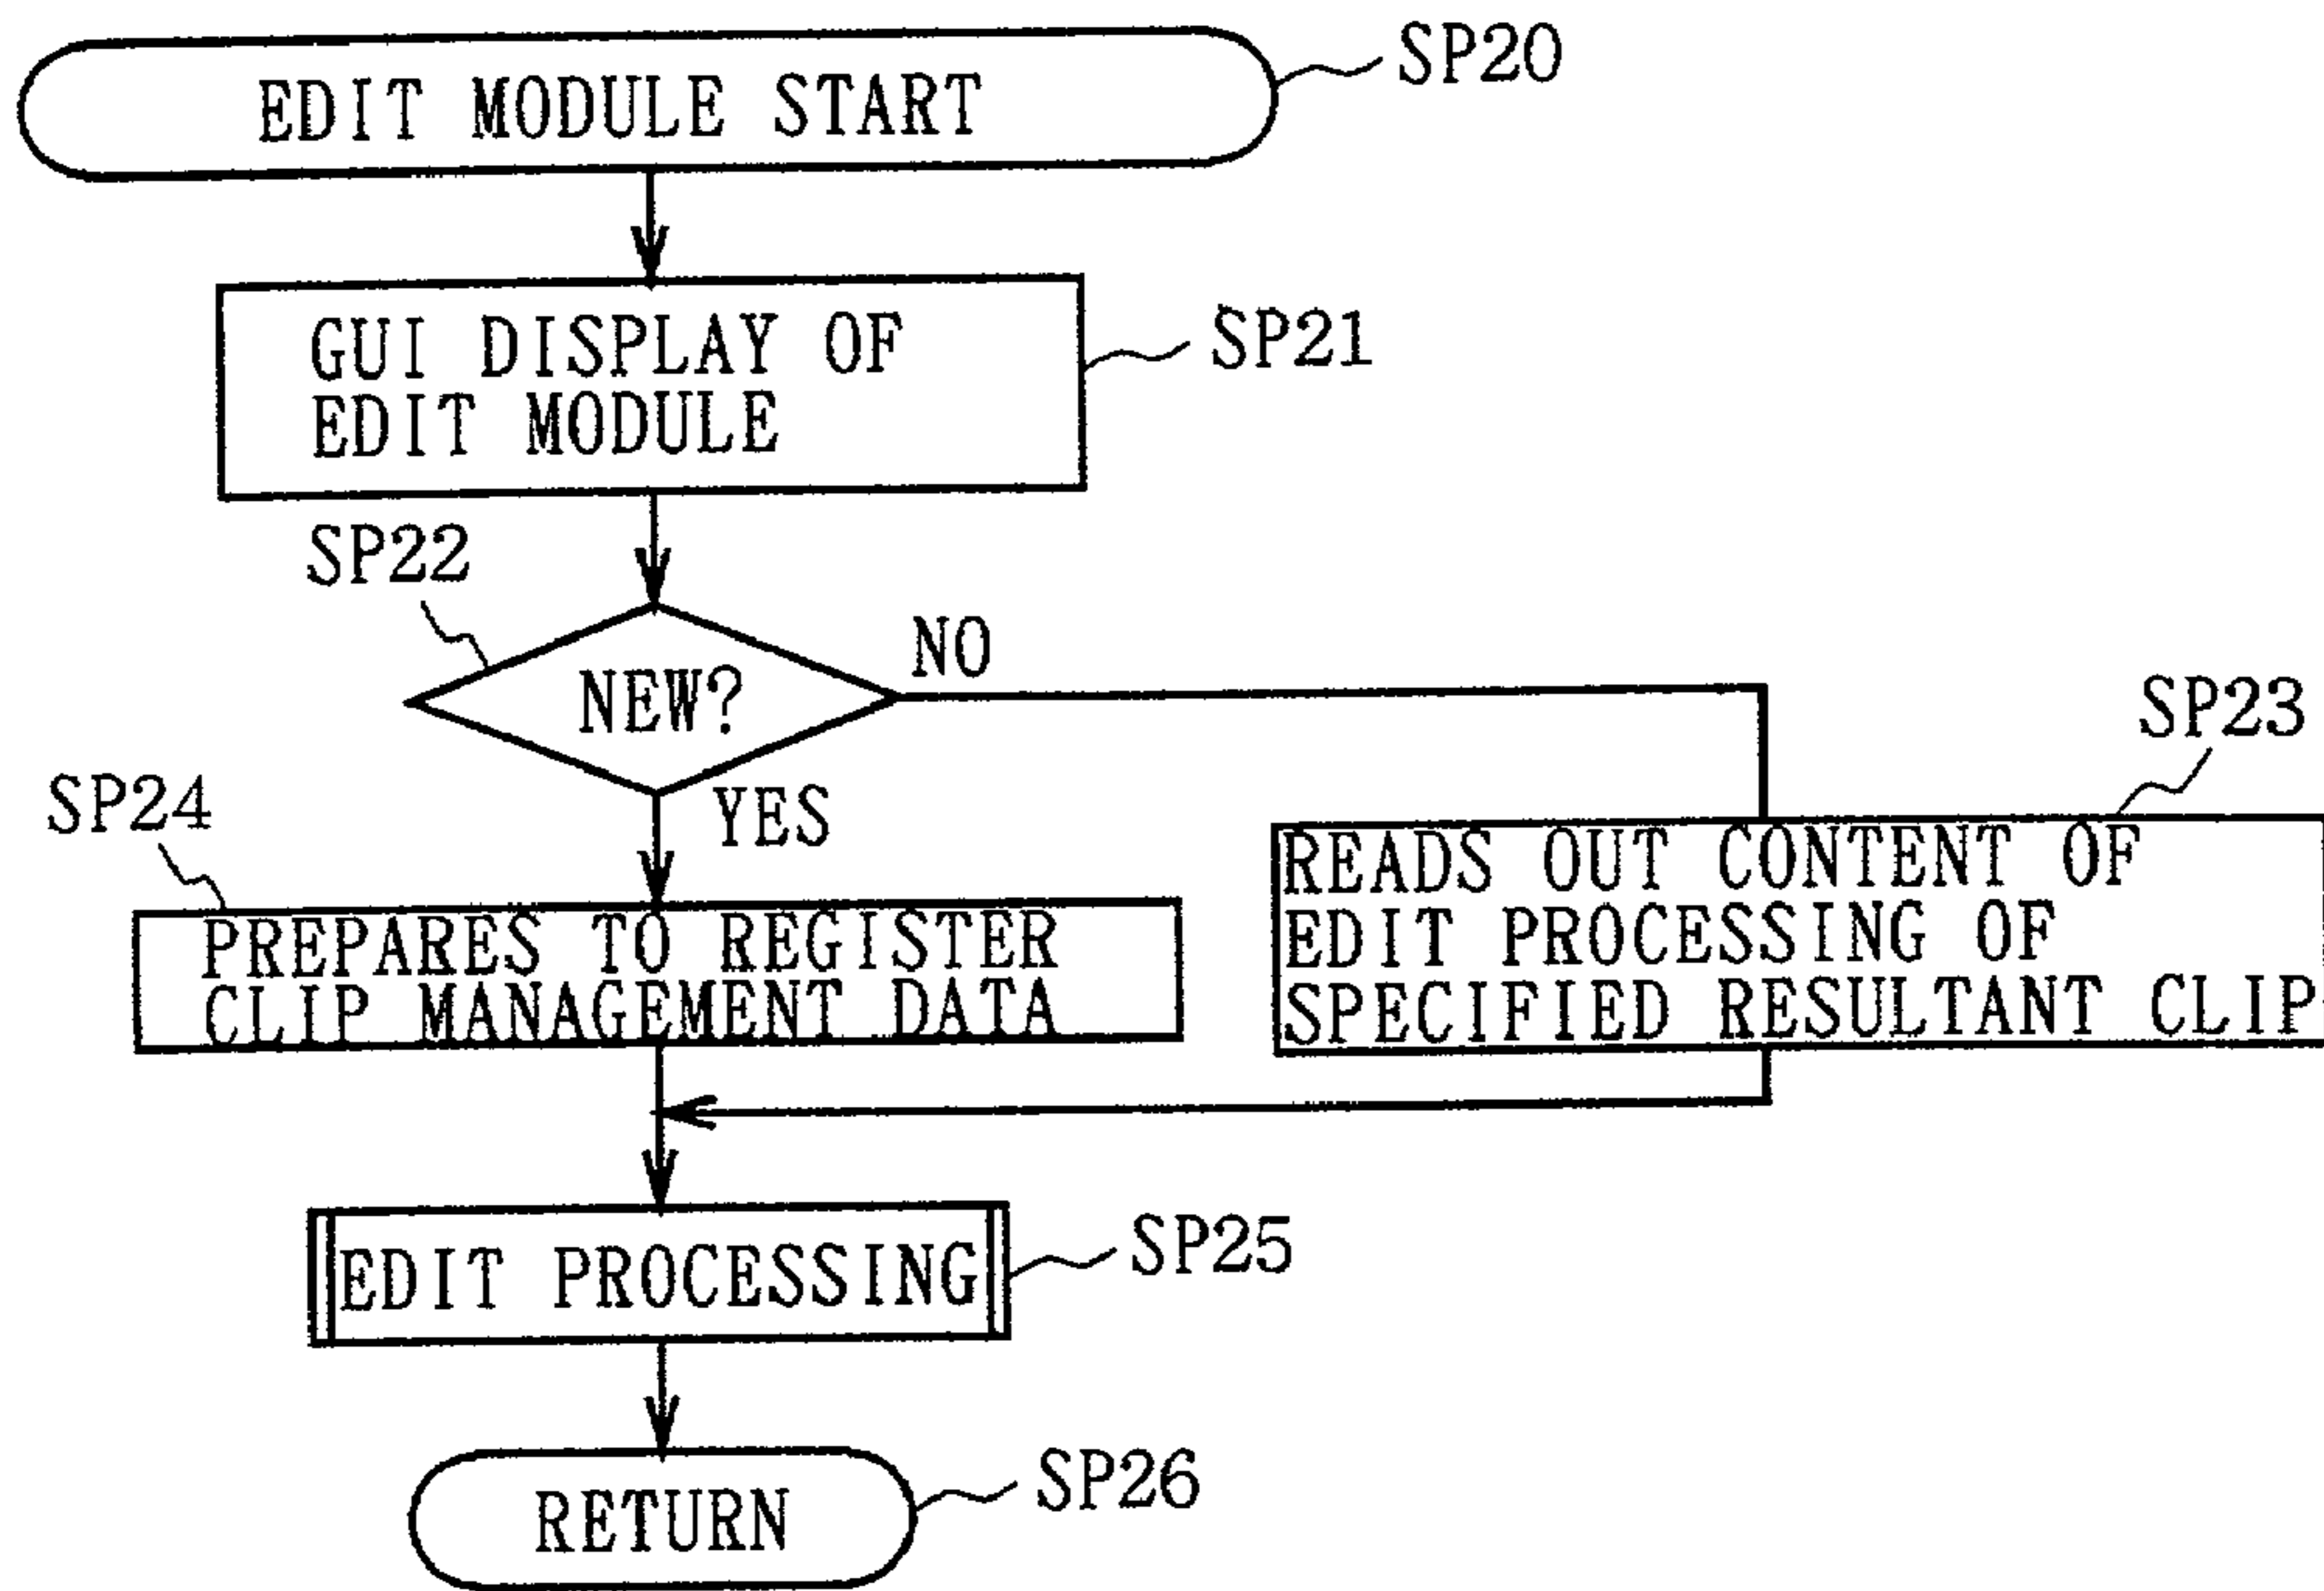 EDIT MODULE START
SP20
GUI DISPLAY OF
EDIT MODULE
SP21
SP22
NEW?
NO
YES
SP23
READS OUT CONTENT OF
EDIT PROCESSING OF
SPECIFIED RESULTANT CLIP
SP24
PREPARES TO REGISTER
CLIP MANAGEMENT DATA
EDIT PROCESSING
SP25
RETURN
SP26